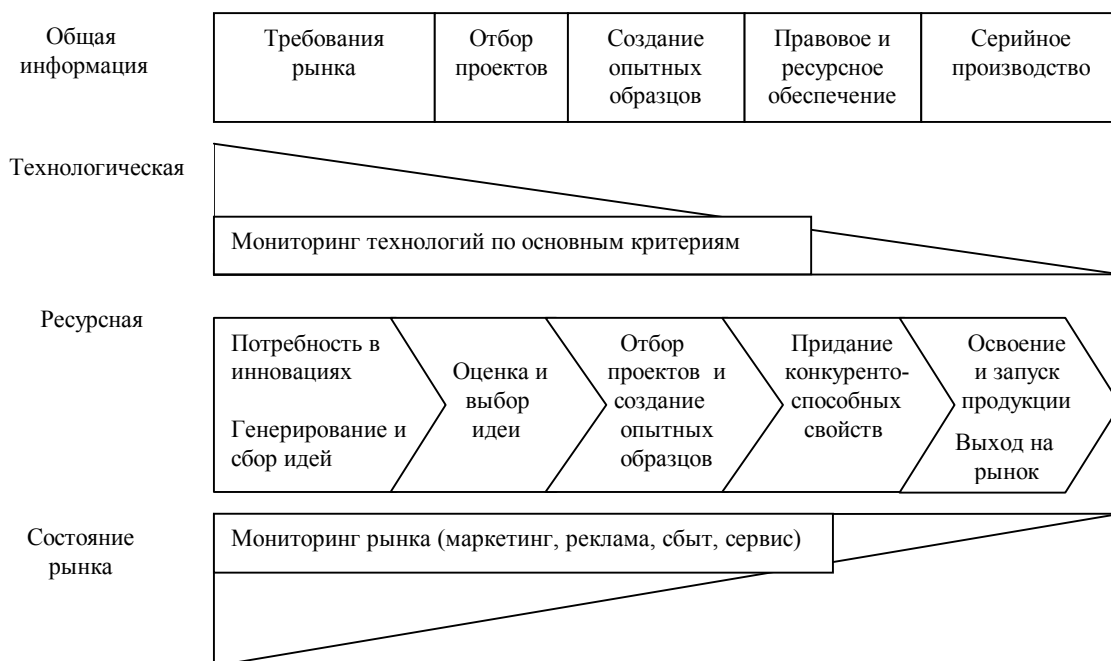 Общая
информация
Требования
рынка
Отбор
проектов
Создание
опытных
образцов
Правовое и
ресурсное
обеспечение
Серийное
производство
Технологическая
Мониторинг технологий по основным критериям
Ресурсная
Потребность в
инновациях
Генерирование и
сбор идей
Оценка и
выбор
идеи
Отбор
проектов и
создание
опытных
образцов
Придание
конкуренто-
способных
свойств
Освоение
и запуск
продукции
Выход на
рынок
Состояние
рынка
Мониторинг рынка (маркетинг, реклама, сбыт, сервис)